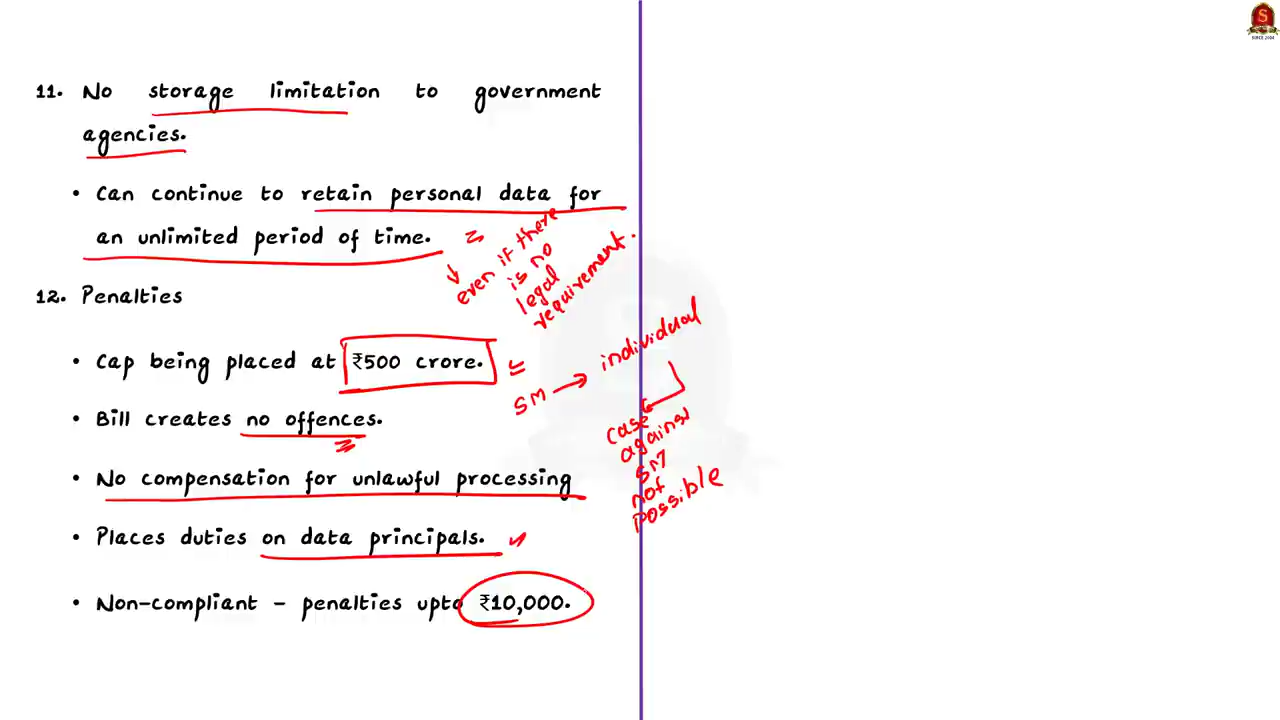 11. No storage limitation to government
agencies.
• Can continue to retain personal data for
an unlimited period of time.
even if there
is no
legal
requirement.
12. Penalties
• Cap being placed at ₹500 crore.
SM → individual
case
against
SM
not
possible
• Bill creates no offences.
• No compensation for unlawful processing
• Places duties on data principals.
• Non-compliant - penalties upto ₹10,000.
S
SINCE 2004